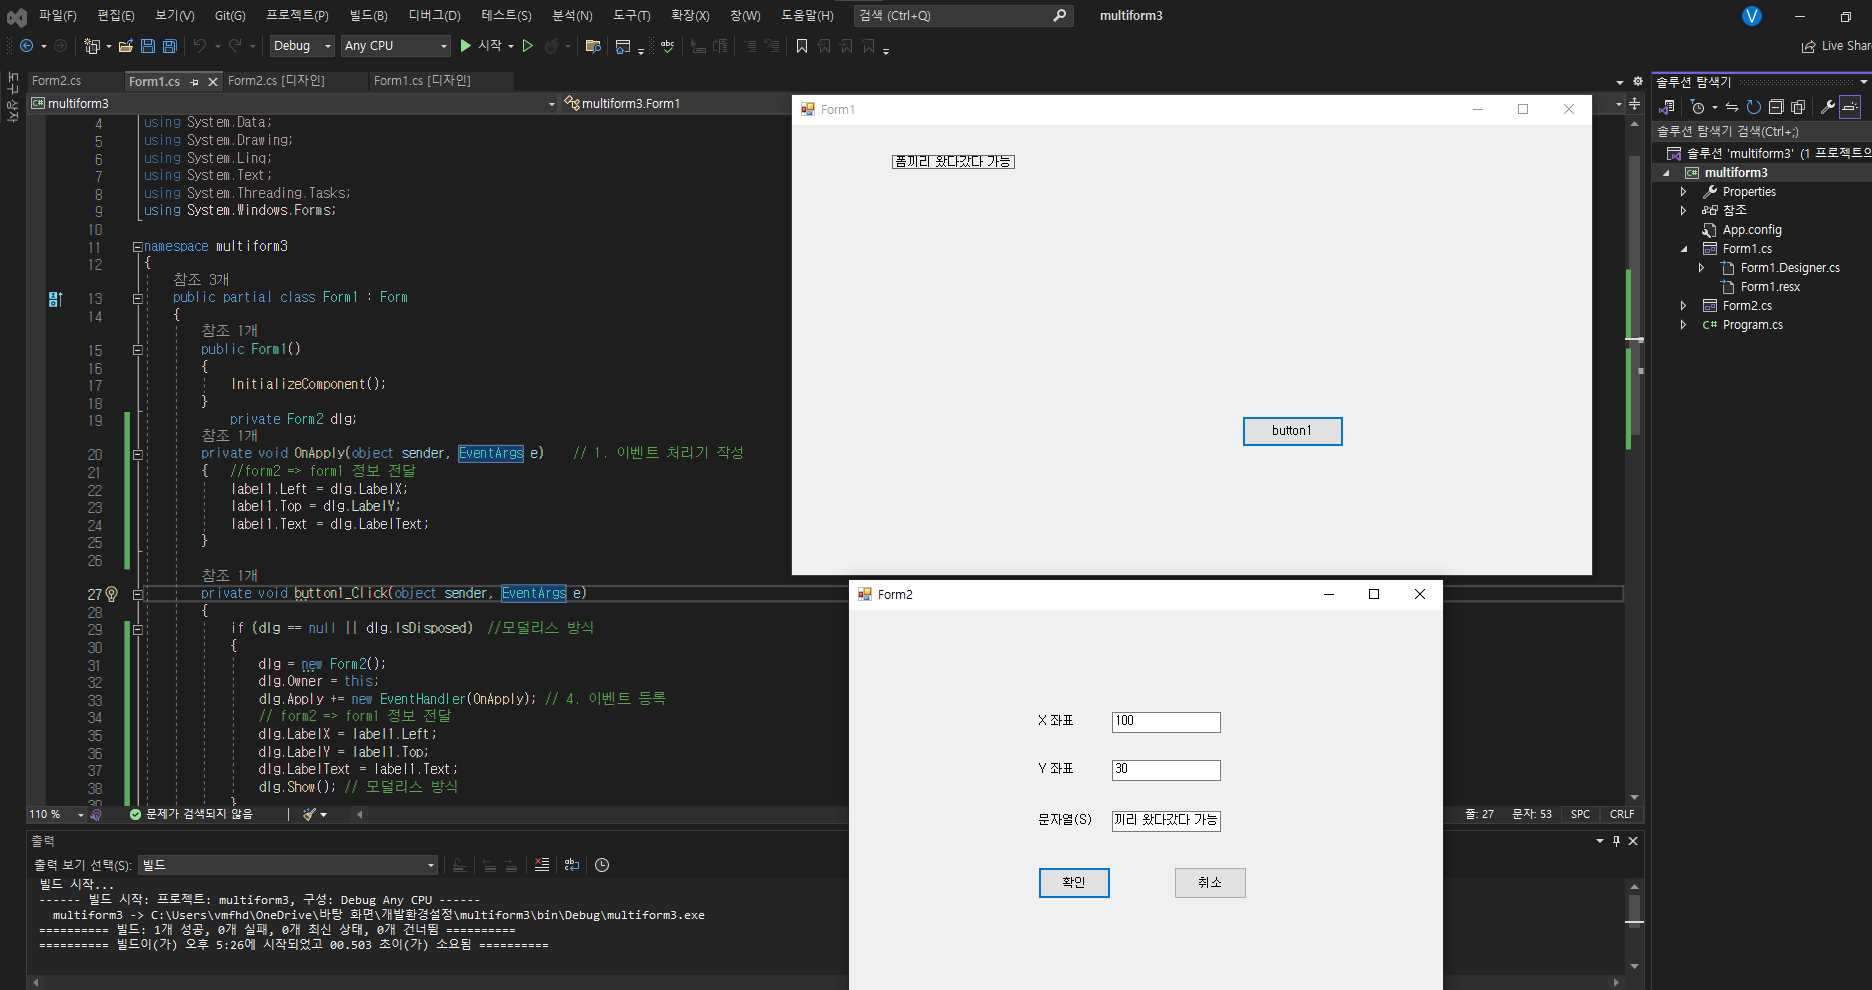 파일(F) 편집(E) 보기(V) Git(G) 프로젝트(P) 빌드(B) 디버그(D) 테스트(S) 분석(N) 도구(T) 확장(X) 창(W) 도움말(H) 검색 (Ctrl+Q) multiform3 V
Debug Any CPU 시작 Live Shar
도구 상자
Form2.cs Form1.cs Form2.cs [디자인] Form1.cs [디자인]
C# multiform3 multiform3.Form1
4 using System.Data;
5 using System.Drawing;
6 using System.Linq;
7 using System.Text;
8 using System.Threading.Tasks;
9 using System.Windows.Forms;
10
11 namespace multiform3
12 {
참조 3개
13 public partial class Form1 : Form
14 {
참조 1개
15 public Form1()
16 {
17 InitializeComponent();
18 }
19 private Form2 dlg;
참조 1개
20 private void OnApply(object sender, EventArgs e) // 1. 이벤트 처리기 작성
21 { //form2 => form1 정보 전달
22 label1.Left = dlg.LabelX;
23 label1.Top = dlg.LabelY;
24 label1.Text = dlg.LabelText;
25 }
26
참조 1개
27 private void button1_Click(object sender, EventArgs e)
28 {
29 if (dlg == null || dlg.IsDisposed) //모덜리스 방식
30 {
31 dlg = new Form2();
32 dlg.Owner = this;
33 dlg.Apply += new EventHandler(OnApply); // 4. 이벤트 등록
34 // form2 => form1 정보 전달
35 dlg.LabelX = label1.Left;
36 dlg.LabelY = label1.Top;
37 dlg.LabelText = label1.Text;
38 dlg.Show(); // 모덜리스 방식
39 }
110 % 문제가 검색되지 않음 줄: 27 문자: 53 SPC CRLF
출력
출력 보기 선택(S): 빌드
빌드 시작...
------ 빌드 시작: 프로젝트: multiform3, 구성: Debug Any CPU ------
multiform3 -> C:\Users\vmfhd\OneDrive\바탕 화면\개발환경설정\multiform3\bin\Debug\multiform3.exe
========== 빌드: 1개 성공, 0개 실패, 0개 최신 상태, 0개 건너뜀 ==========
========== 빌드이(가) 오후 5:26에 시작되었고 00.503 초이(가) 소요됨 ==========
Form1
폼끼리 왔다갔다 가능
button1
Form2
X 좌표 100
Y 좌표 30
문자열(S) 끼리 왔다갔다 가능
확인 취소
솔루션 탐색기
솔루션 탐색기 검색(Ctrl+;)
솔루션 'multiform3' (1 프로젝트의
C# multiform3
Properties
참조
App.config
Form1.cs
Form1.Designer.cs
Form1.resx
Form2.cs
C# Program.cs